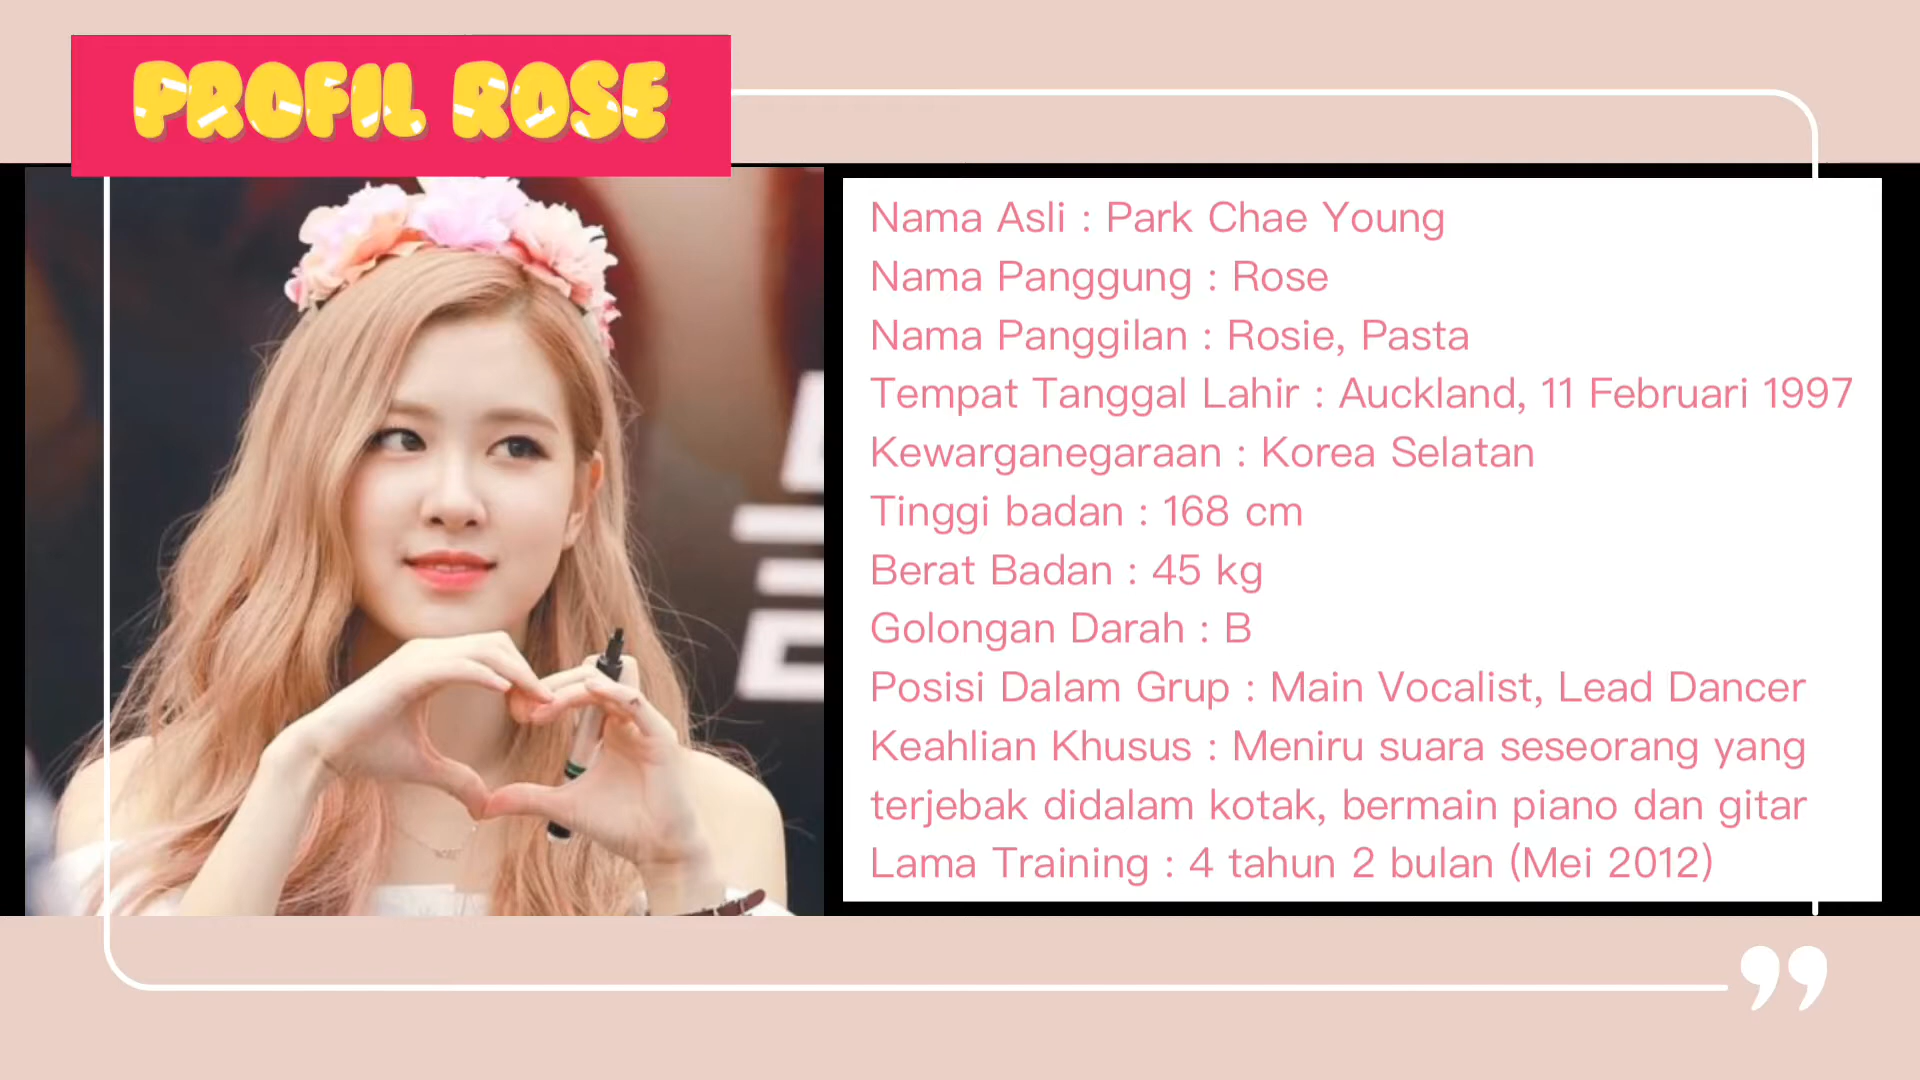 PROFIL ROSE
Nama Asli : Park Chae Young
Nama Panggung : Rose
Nama Panggilan : Rosie, Pasta
Tempat Tanggal Lahir : Auckland, 11 Februari 1997
Kewarganegaraan : Korea Selatan
Tinggi badan : 168 cm
Berat Badan : 45 kg
Golongan Darah : B
Posisi Dalam Grup : Main Vocalist, Lead Dancer
Keahlian Khusus : Meniru suara seseorang yang
terjebak didalam kotak, bermain piano dan gitar
Lama Training : 4 tahun 2 bulan (Mei 2012)